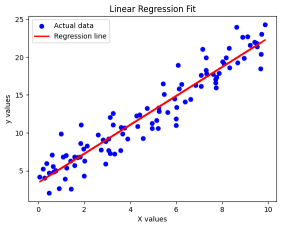 Linear Regression Fit
Actual data
Regression line
y values
25
20
15
10
5
0
2
4
6
8
10
X values